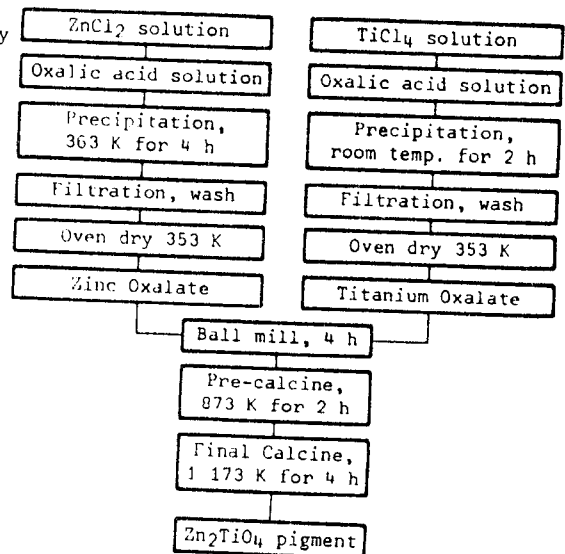 y
ZnCl₂ solution
Oxalic acid solution
Precipitation,
363 K for 4 h
Filtration, wash
Oven dry 353 K
Zinc Oxalate
TiCl₄ solution
Oxalic acid solution
Precipitation,
room temp. for 2 h
Filtration, wash
Oven dry 353 K
Titanium Oxalate
Ball mill, 4 h
Pre-calcine,
873 K for 2 h
Final Calcine,
1 173 K for 4 h
Zn₂TiO₄ pigment